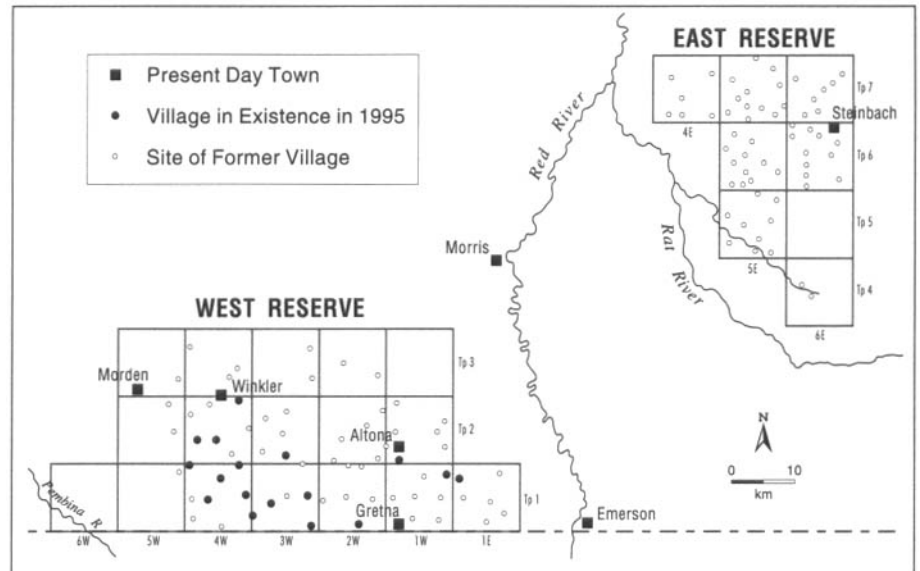 EAST RESERVE
Present Day Town
Village in Existence in 1995
Site of Former Village
Red River
Tp 7
4E
Steinbach
Tp 6
Rat River
Tp 5
5E
Morris
Tp 4
6E
WEST RESERVE
Tp 3
Morden
Winkler
Altona
Tp 2
N
0 10
km
Pembina R
Tp 1
Gretna
Emerson
6W 5W 4W 3W 2W 1W 1E